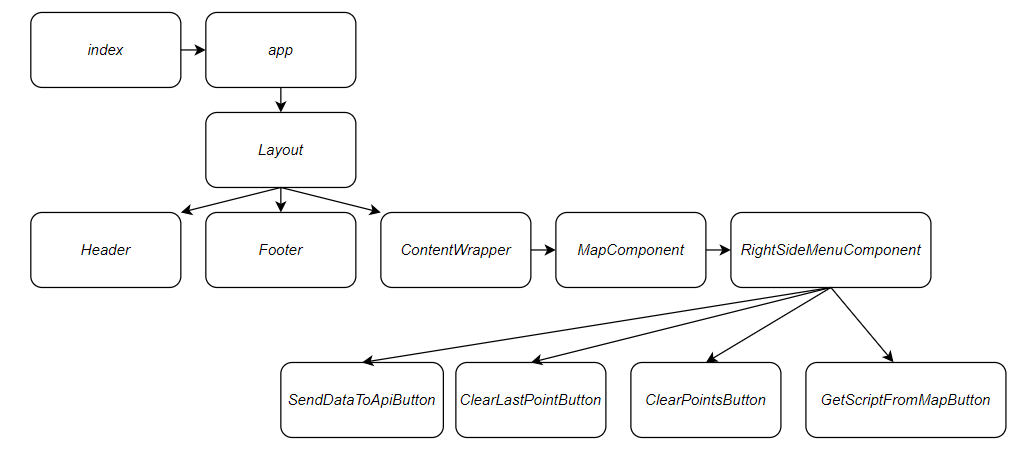 index
app
Layout
Header
Footer
ContentWrapper
MapComponent
RightSideMenuComponent
SendDataToApiButton
ClearLastPointButton
ClearPointsButton
GetScriptFromMapButton